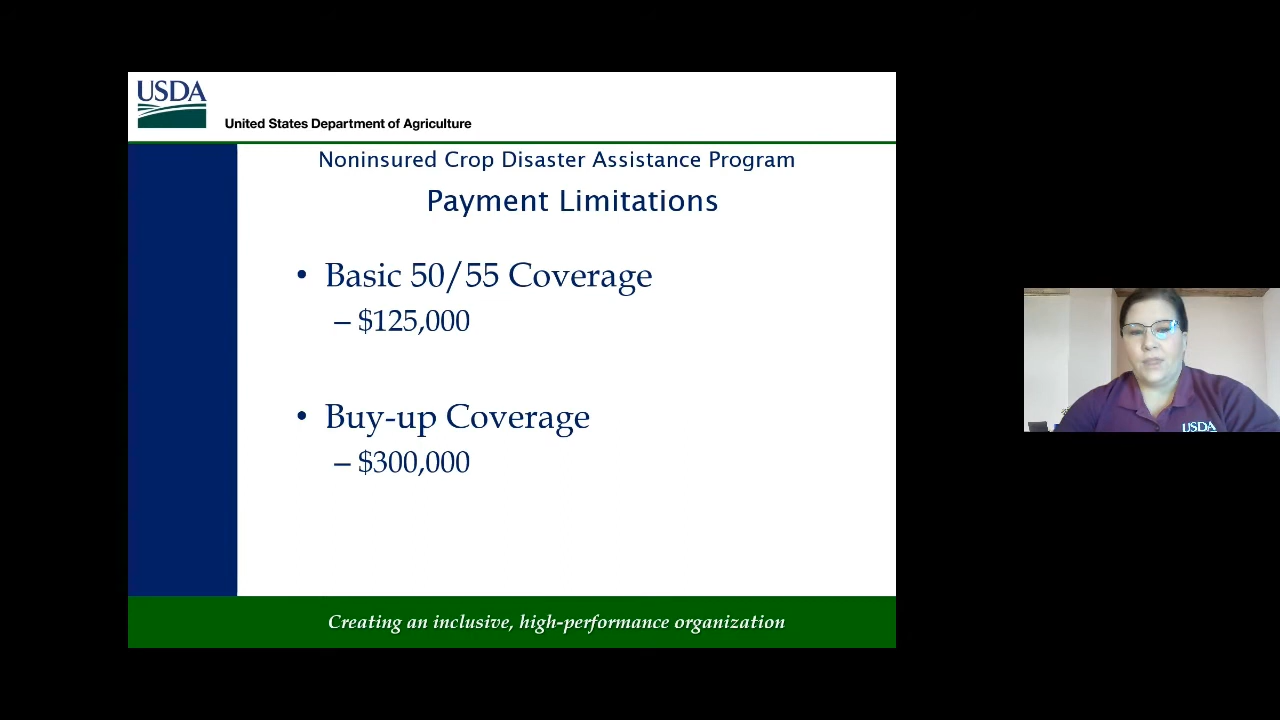 USDA
United States Department of Agriculture
Noninsured Crop Disaster Assistance Program
Payment Limitations
• Basic 50/55 Coverage
– $125,000
• Buy-up Coverage
– $300,000
Creating an inclusive, high-performance organization
USDA